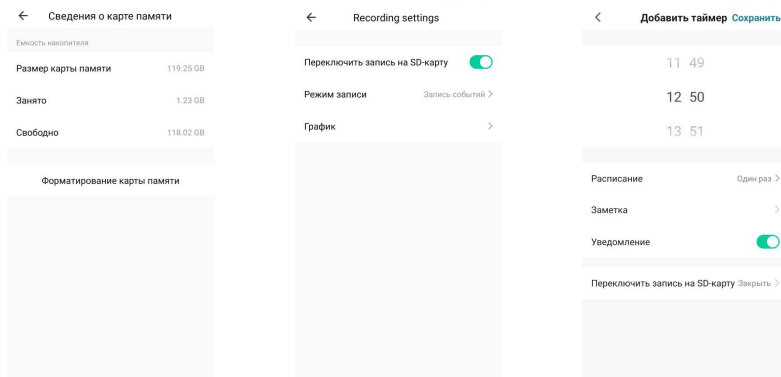 Сведения о карте памяти
Емкость накопителя
Размер карты памяти 119.25 GB
Занято 1.23 GB
Свободно 118.02 GB
Форматирование карты памяти
Recording settings
Переключить запись на SD-карту
Режим записи Запись событий
График
Добавить таймер Сохранить
11 49
12 50
13 51
Расписание Один раз
Заметка
Уведомление
Переключить запись на SD-карту Закрыть